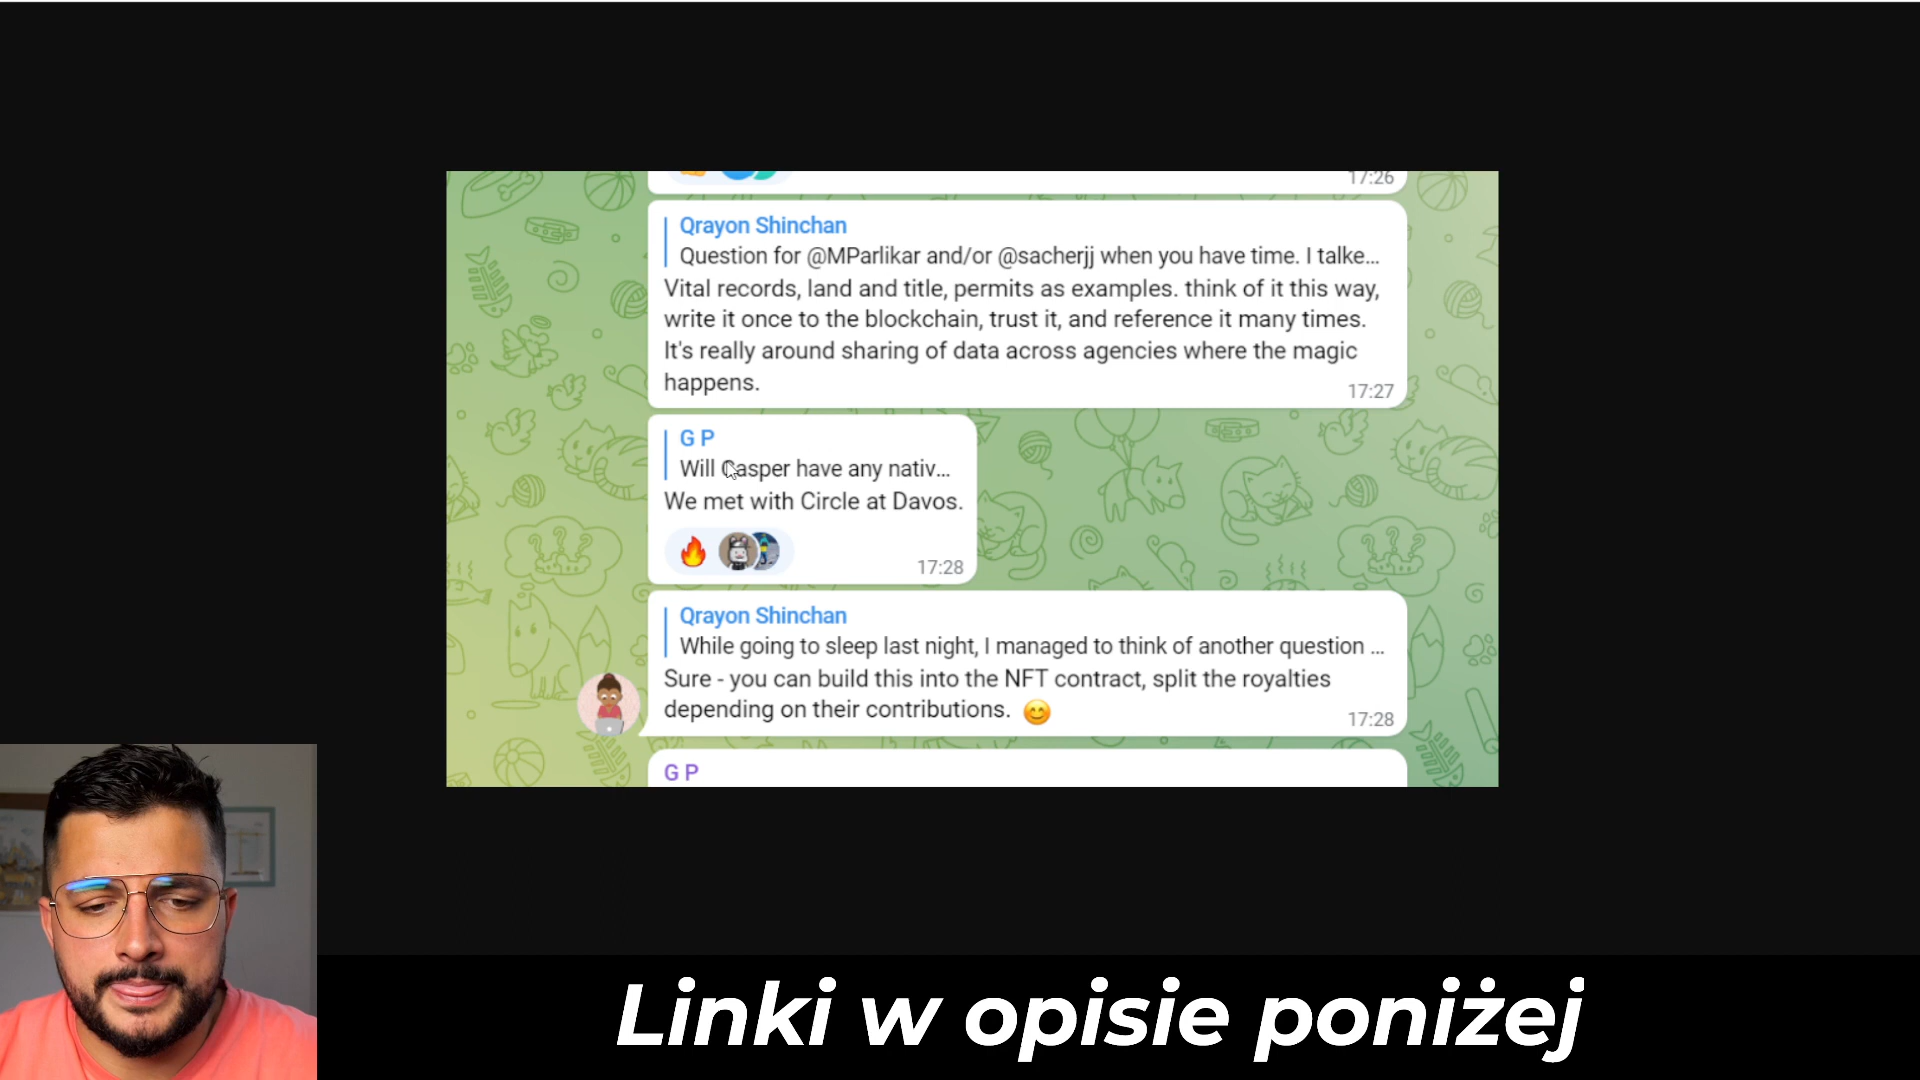 17:26
Qrayon Shinchan
Question for @MParlikar and/or @sacherjj when you have time. I talke...
Vital records, land and title, permits as examples. think of it this way,
write it once to the blockchain, trust it, and reference it many times.
It's really around sharing of data across agencies where the magic
happens.
17:27
G P
Will Casper have any nativ...
We met with Circle at Davos.
17:28
Qrayon Shinchan
While going to sleep last night, I managed to think of another question ...
Sure - you can build this into the NFT contract, split the royalties
depending on their contributions. 😊
17:28
G P
Linki w opisie poniżej